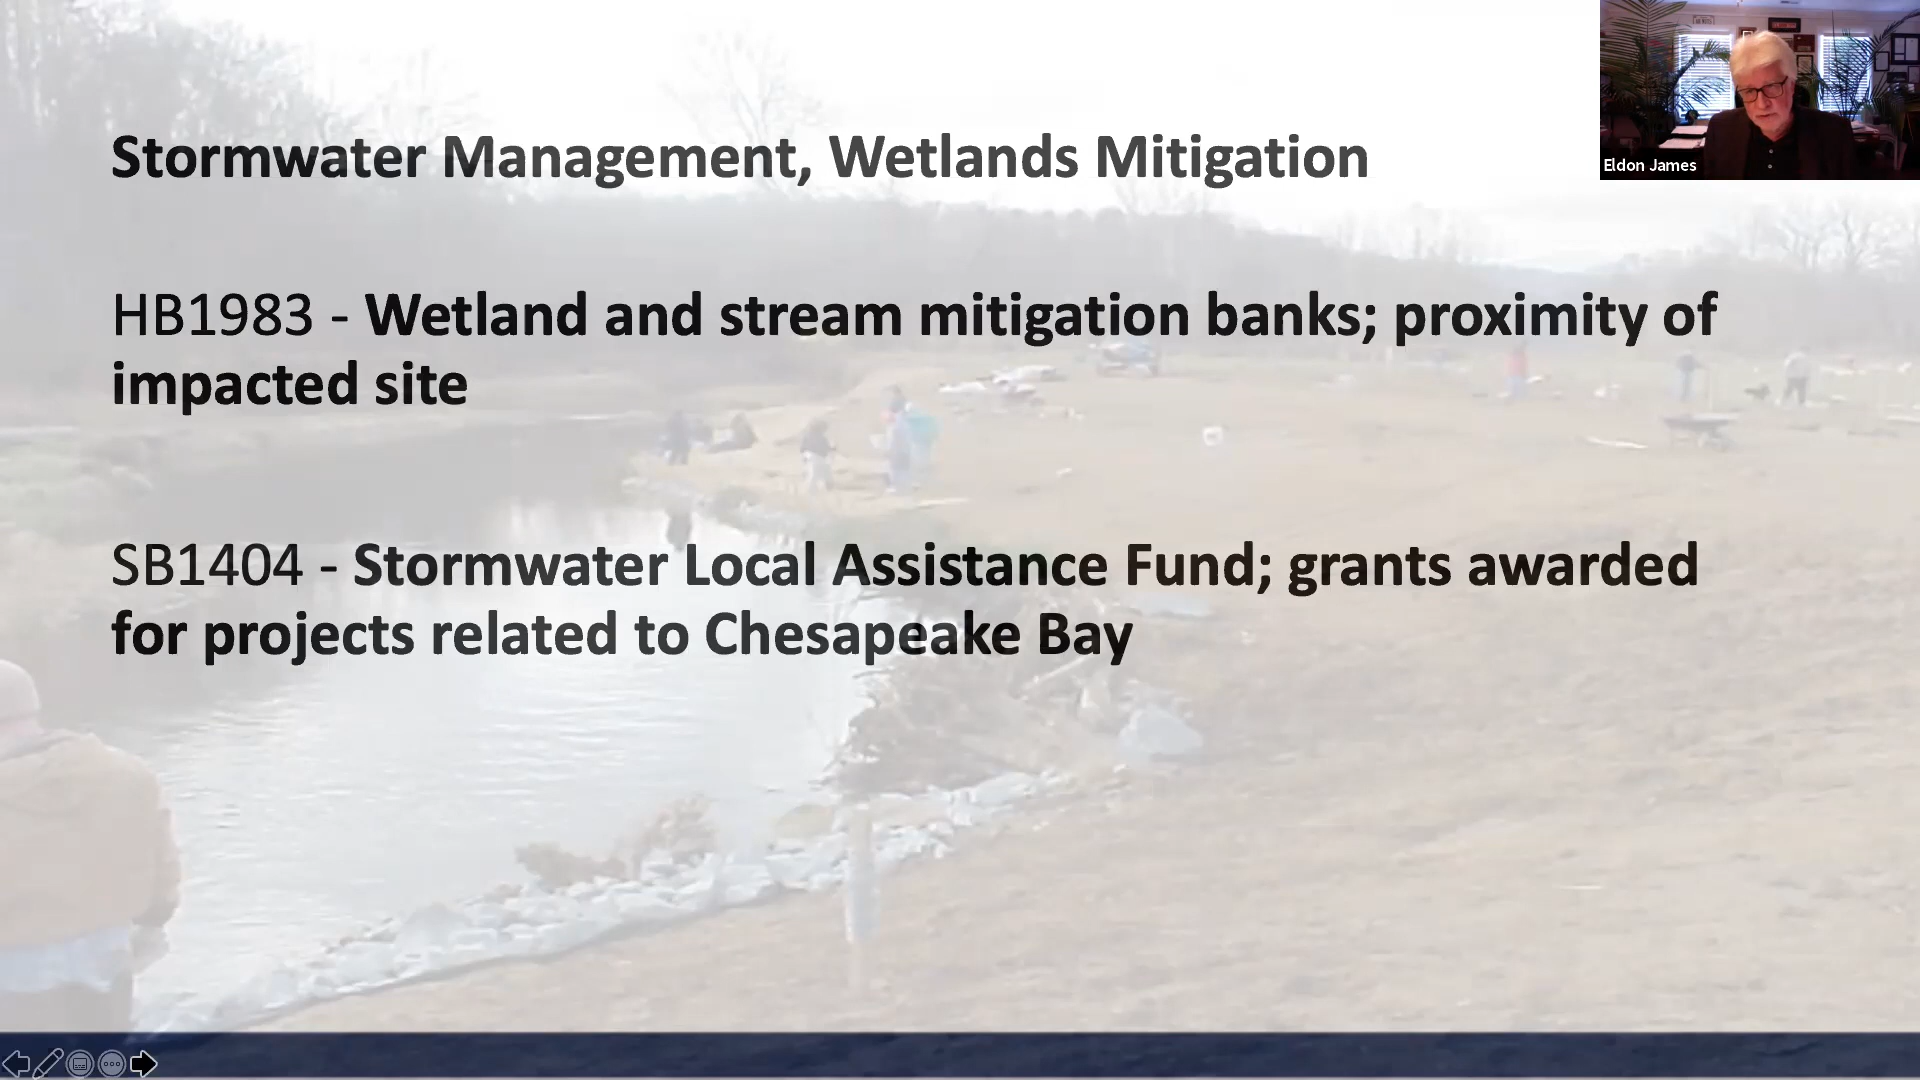 Stormwater Management, Wetlands Mitigation
HB1983 - Wetland and stream mitigation banks; proximity of
impacted site
SB1404 - Stormwater Local Assistance Fund; grants awarded
for projects related to Chesapeake Bay
Eldon James